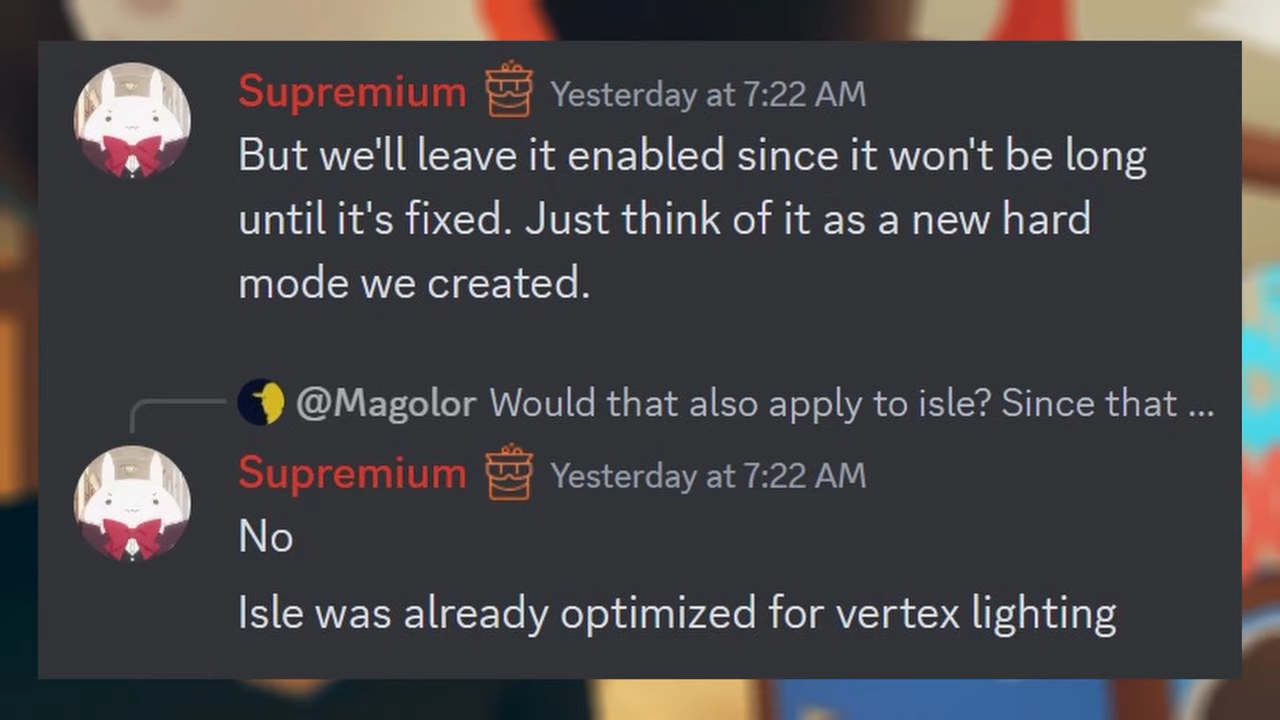 Supremium Yesterday at 7:22 AM
But we'll leave it enabled since it won't be long
until it's fixed. Just think of it as a new hard
mode we created.
@Magolor Would that also apply to isle? Since that ...
Supremium Yesterday at 7:22 AM
No
Isle was already optimized for vertex lighting